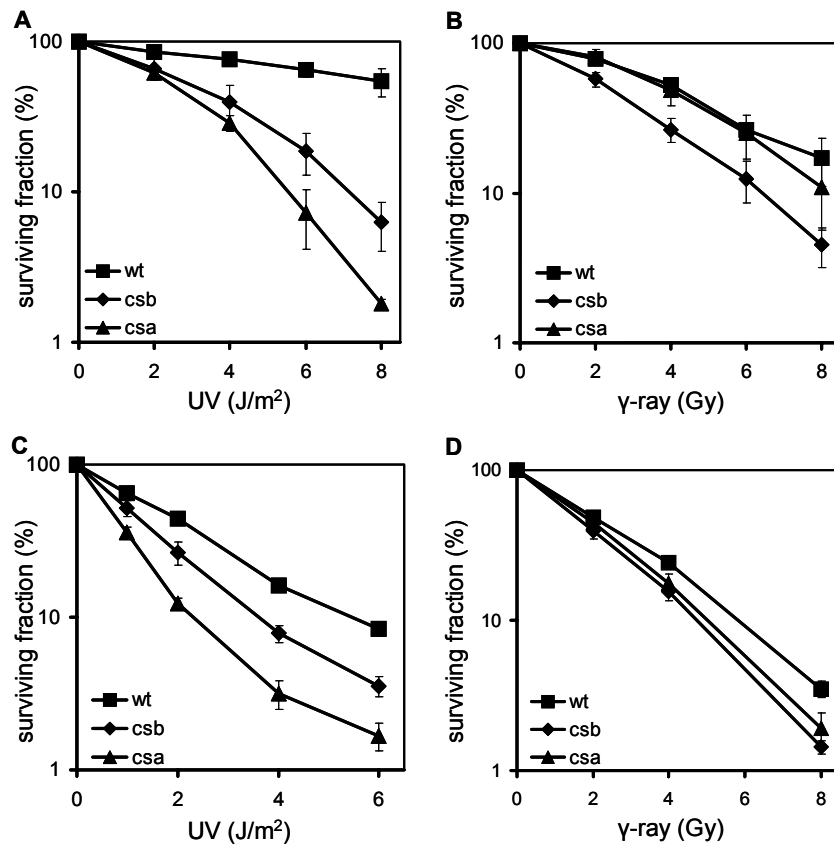 A
100
10
1
surviving fraction (%)
wt
csb
csa
0 2 4 6 8
UV (J/m²)
B
100
10
1
surviving fraction (%)
wt
csb
csa
0 2 4 6 8
γ-ray (Gy)
C
100
10
1
surviving fraction (%)
wt
csb
csa
0 2 4 6
UV (J/m²)
D
100
10
1
surviving fraction (%)
wt
csb
csa
0 2 4 6 8
γ-ray (Gy)